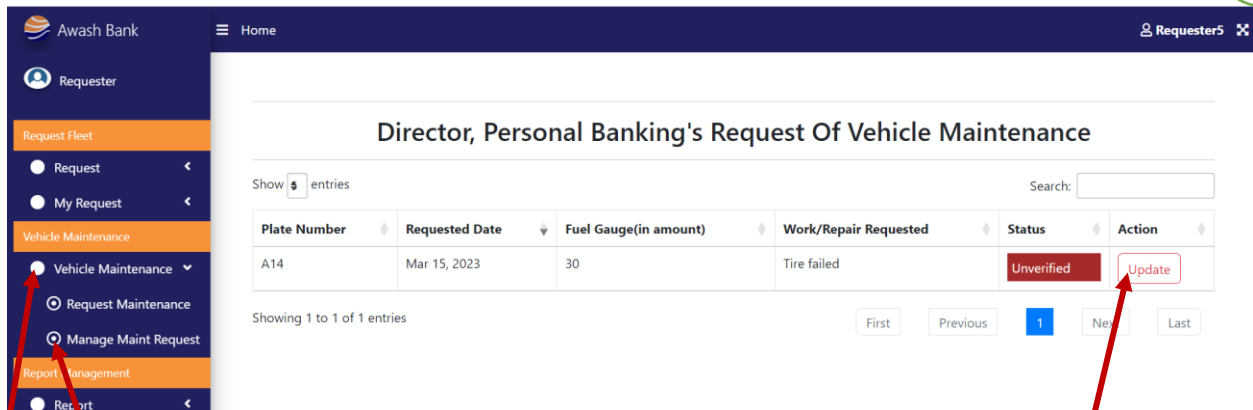 Awash Bank
Home
Requester5
Requester
Request Fleet
Request
My Request
Vehicle Maintenance
Vehicle Maintenance
Request Maintenance
Manage Maint Request
Report Management
Report
Director, Personal Banking's Request Of Vehicle Maintenance
Show 5 entries
Search:
Plate Number Requested Date Fuel Gauge(in amount) Work/Repair Requested Status Action
A14 Mar 15, 2023 30 Tire failed Unverified Update
Showing 1 to 1 of 1 entries
First Previous 1 Next Last